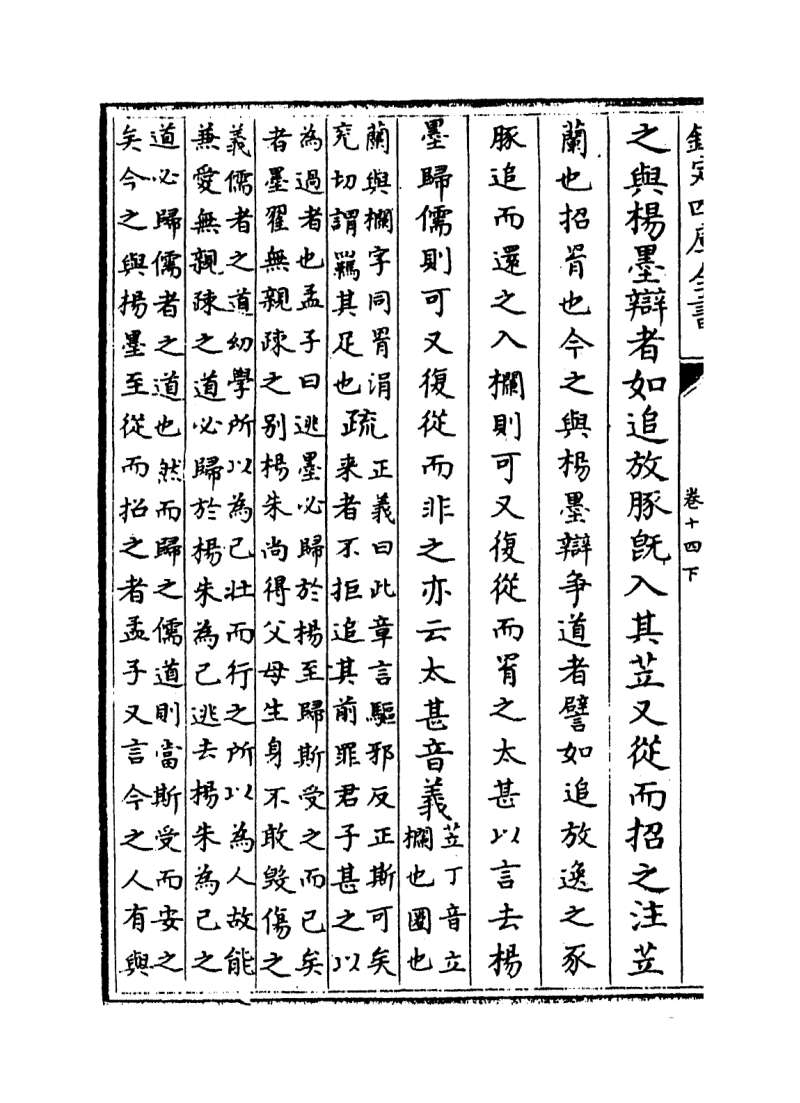 欽定四庫全書
卷十四下
之與楊墨辯者如追放豚既入其苙又從而招之注苙
蘭也招罥也今之與楊墨辯爭道者譬如追放逸之豕
豚追而還之入欄則可又復從而罥之太甚以言去楊
墨歸儒則可又復從而非之亦云太甚音義苙丁音立
欄也圈也
蘭與欄字同罥涓
兖切謂羈其足也
疏正義曰此章言驅邪反正斯可矣
来者不拒追其前罪君子甚之以
為過者也孟子曰逃墨必歸於楊至歸斯受之而已矣
者墨翟無親疎之别楊朱尚得父母生身不敢毁傷之
義儒者之道幼學所以為己壯而行之所以為人故能
兼愛無親疎之道必歸於楊朱為己逃去楊朱為己之
道必歸儒者之道也然而歸之儒道則當斯受而安之
矣今之與楊墨至從而招之者孟子又言今之人有與